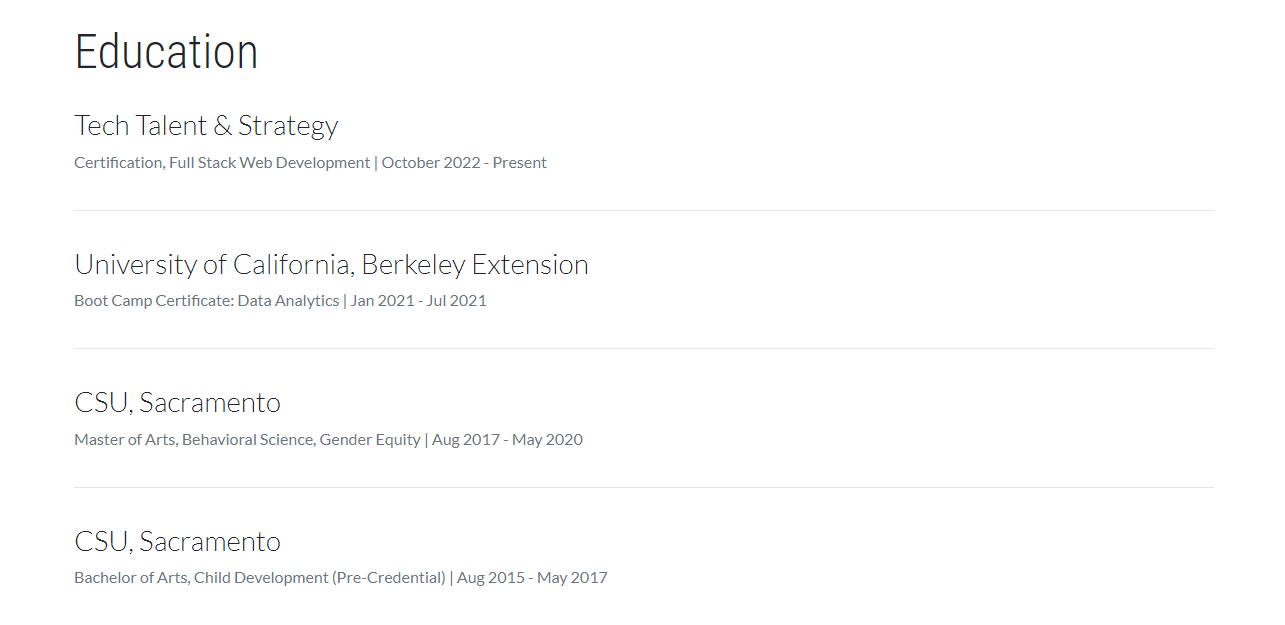 Education
Tech Talent & Strategy
Certification, Full Stack Web Development | October 2022 - Present
University of California, Berkeley Extension
Boot Camp Certificate: Data Analytics | Jan 2021 - Jul 2021
CSU, Sacramento
Master of Arts, Behavioral Science, Gender Equity | Aug 2017 - May 2020
CSU, Sacramento
Bachelor of Arts, Child Development (Pre-Credential) | Aug 2015 - May 2017